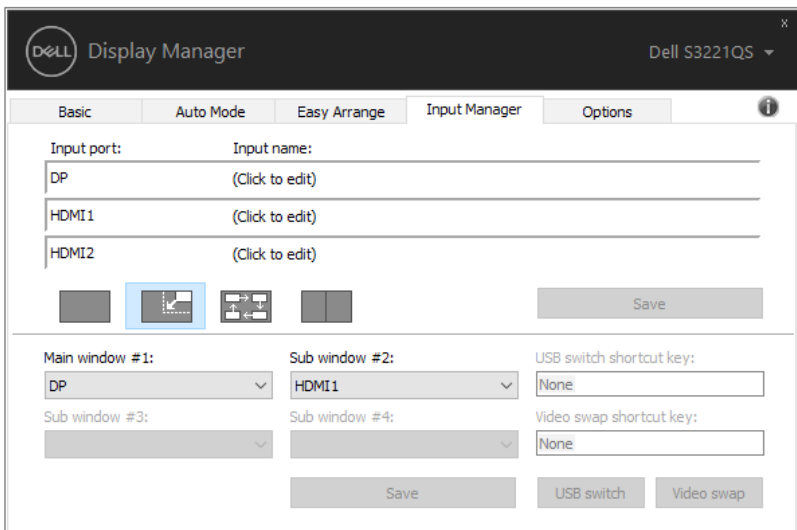 x
DELL Display Manager Dell S3221QS
Basic Auto Mode Easy Arrange Input Manager Options i
Input port: Input name:
DP (Click to edit)
HDMI1 (Click to edit)
HDMI2 (Click to edit)
Save
Main window #1: Sub window #2: USB switch shortcut key:
DP HDMI1 None
Sub window #3: Sub window #4: Video swap shortcut key:
None
Save USB switch Video swap